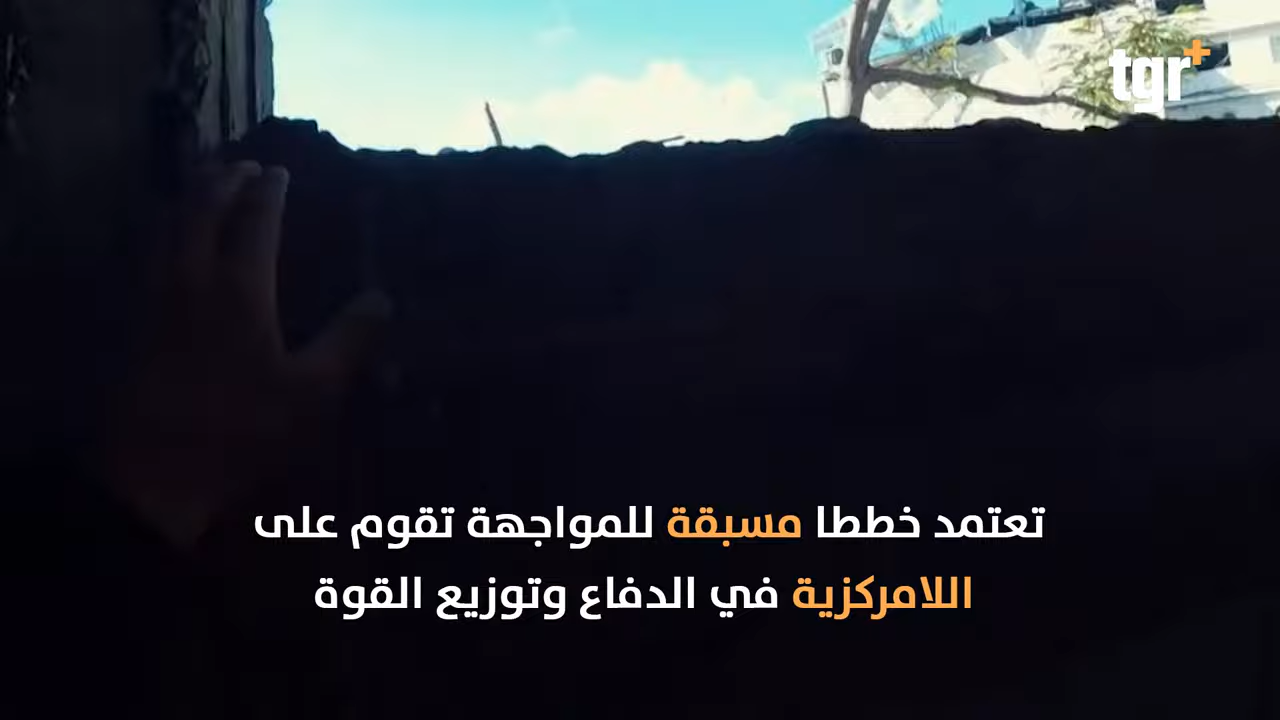 tgr+
تعتمد خططا مسبقة للمواجهة تقوم على
اللامركزية في الدفاع وتوزيع القوة